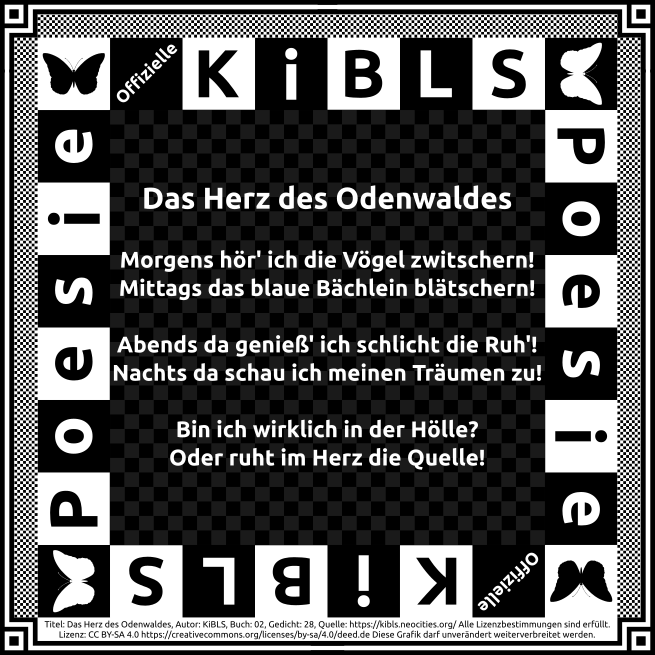 Offizielle KiBLS
Poesie
Poesie
Das Herz des Odenwaldes
Morgens hör' ich die Vögel zwitschern!
Mittags das blaue Bächlein blätschern!
Abends da genieß' ich schlicht die Ruh'!
Nachts da schau ich meinen Träumen zu!
Bin ich wirklich in der Hölle?
Oder ruht im Herz die Quelle!
Offizielle KiBLS
Titel: Das Herz des Odenwaldes, Autor: KiBLS, Buch: 02, Gedicht: 28, Quelle: https://kibls.neocities.org/ Alle Lizenzbestimmungen sind erfüllt.
Lizenz: CC BY-SA 4.0 https://creativecommons.org/licenses/by-sa/4.0/deed.de Diese Grafik darf unverändert weiterverbreitet werden.